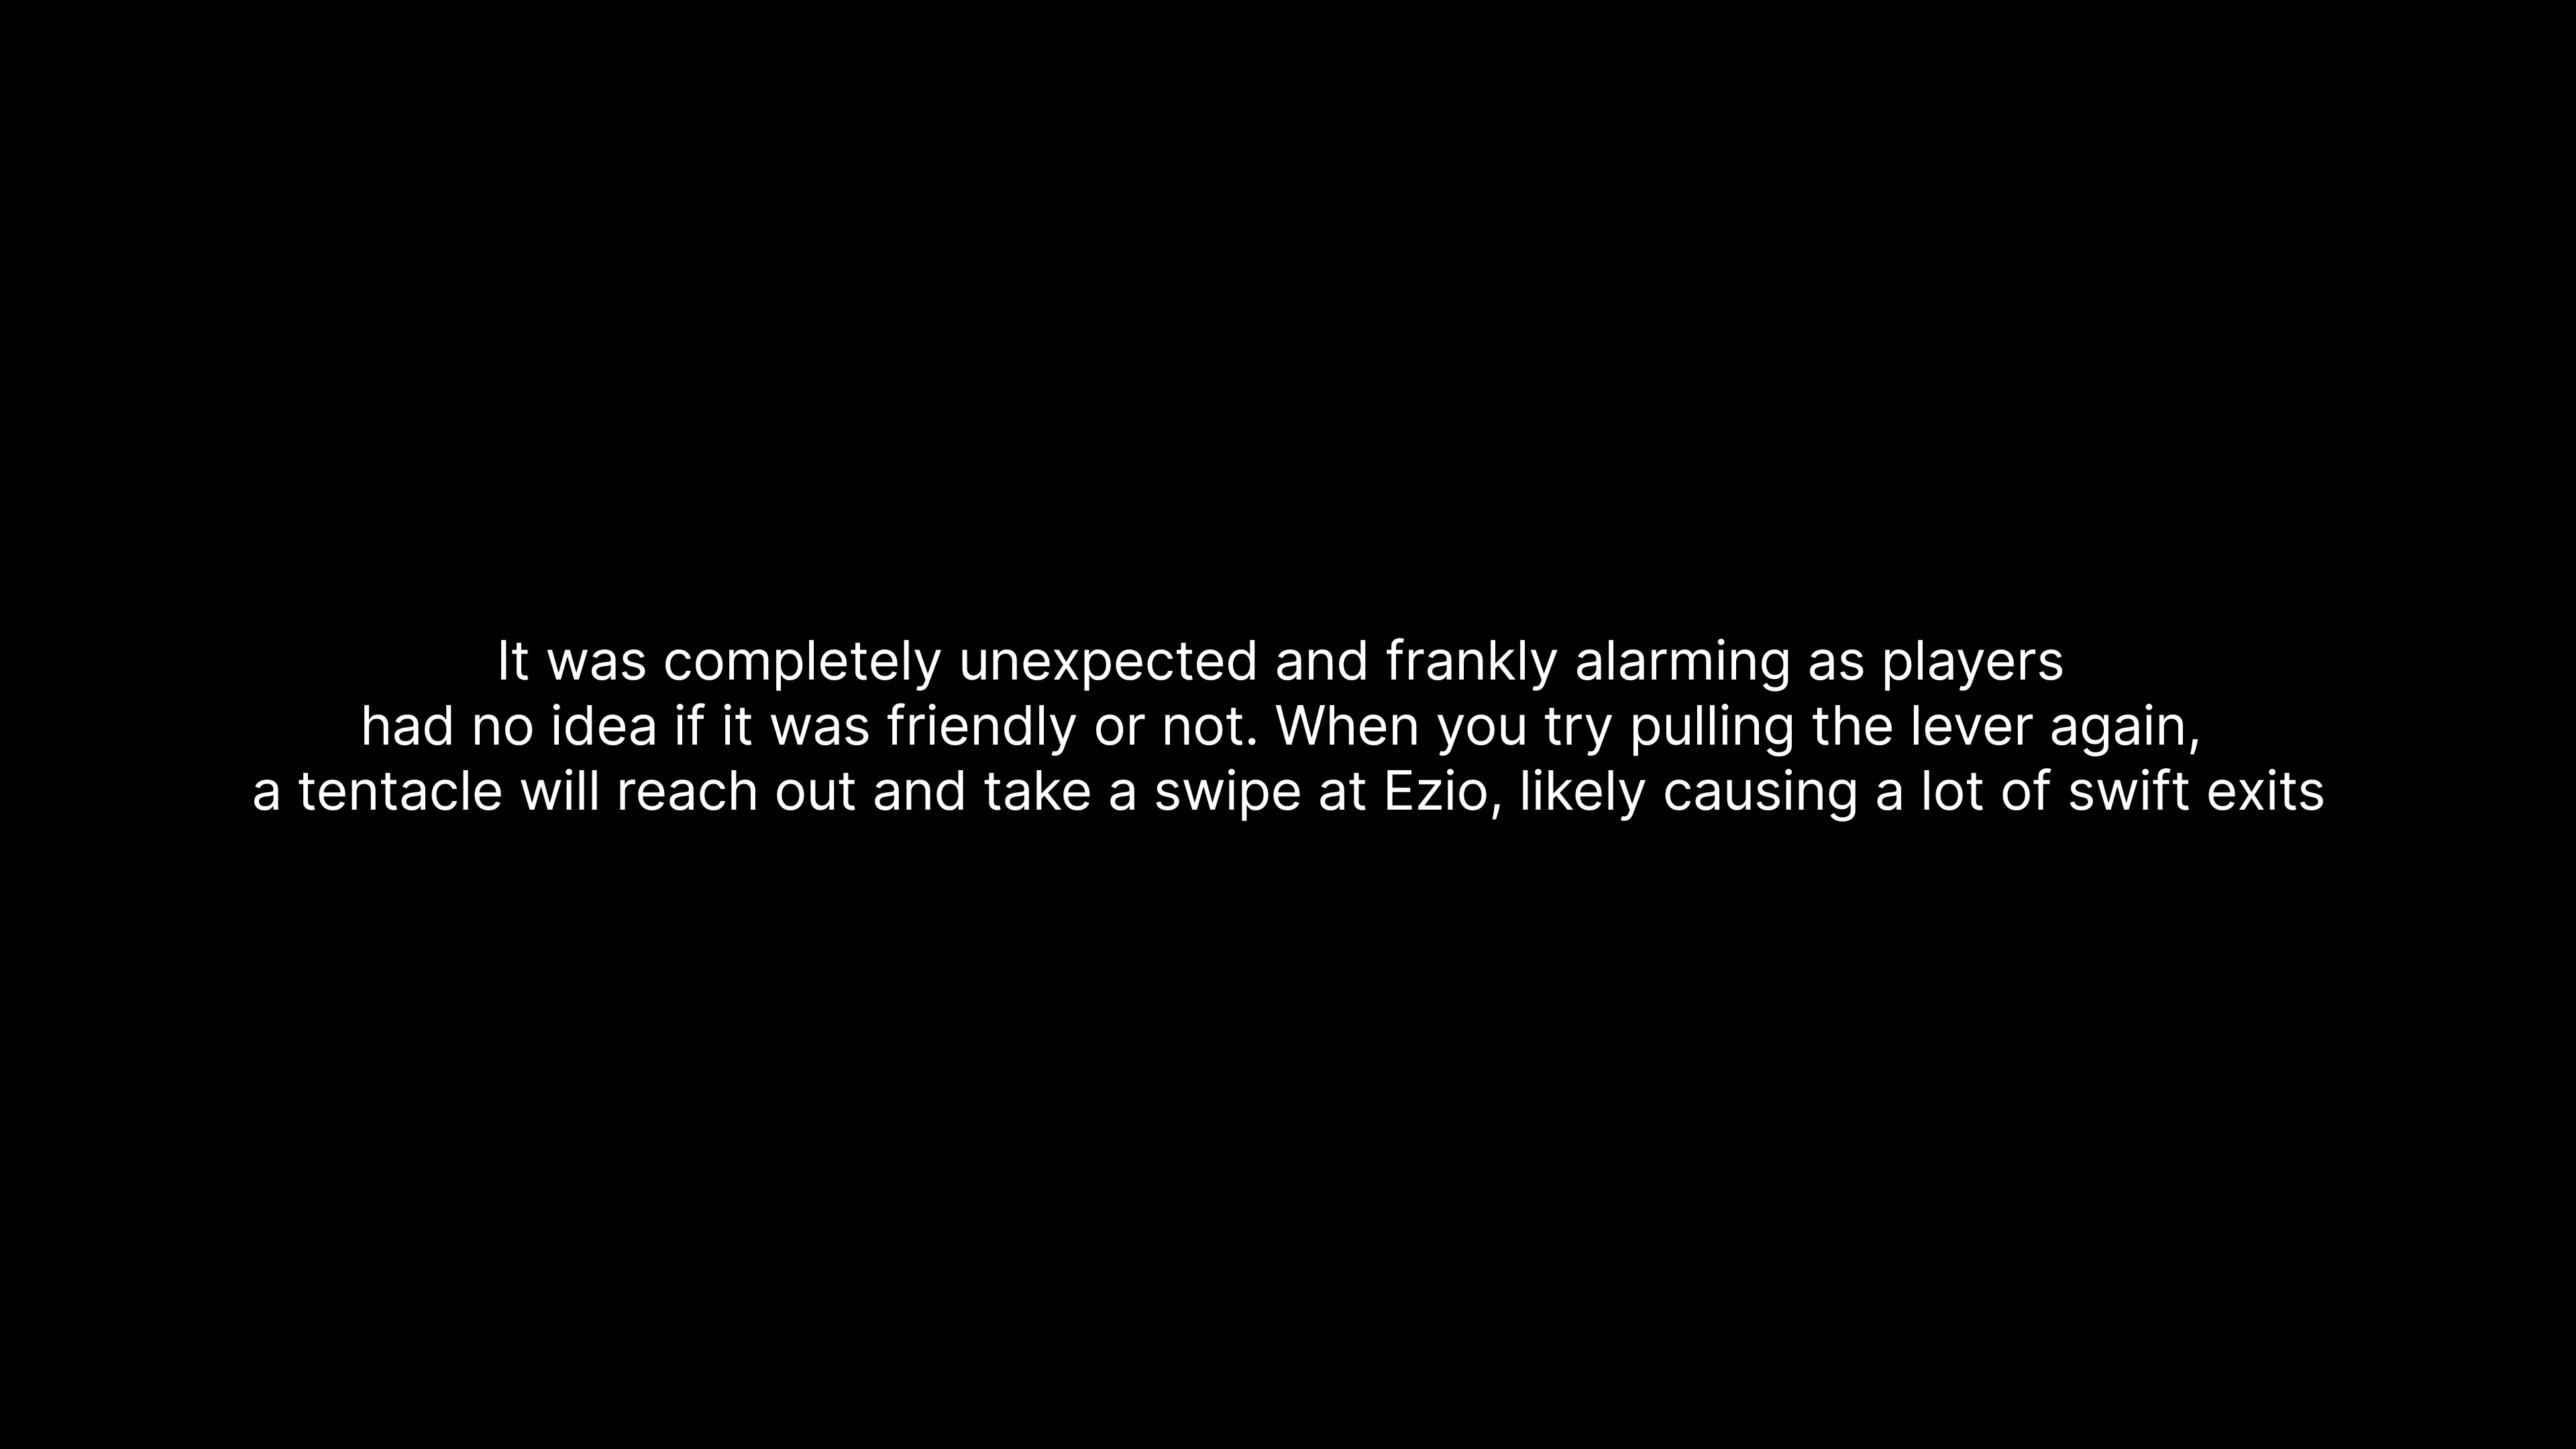 It was completely unexpected and frankly alarming as players
had no idea if it was friendly or not. When you try pulling the lever again,
a tentacle will reach out and take a swipe at Ezio, likely causing a lot of swift exits